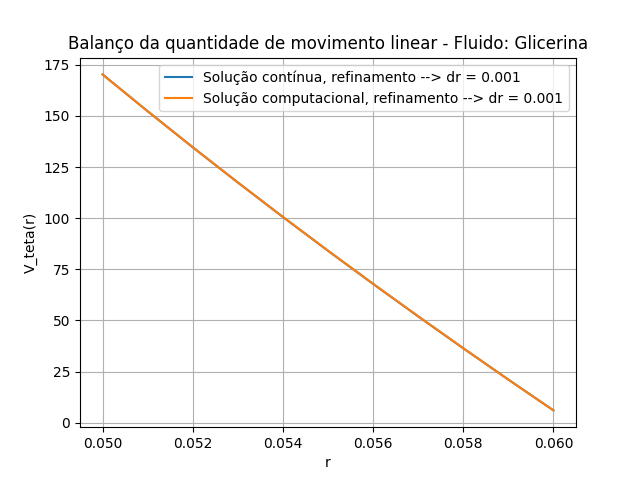 Balanço da quantidade de movimento linear - Fluido: Glicerina
Solução contínua, refinamento --> dr = 0.001
Solução computacional, refinamento --> dr = 0.001
V_teta(r)
175
150
125
100
75
50
25
0
0.050 0.052 0.054 0.056 0.058 0.060
r